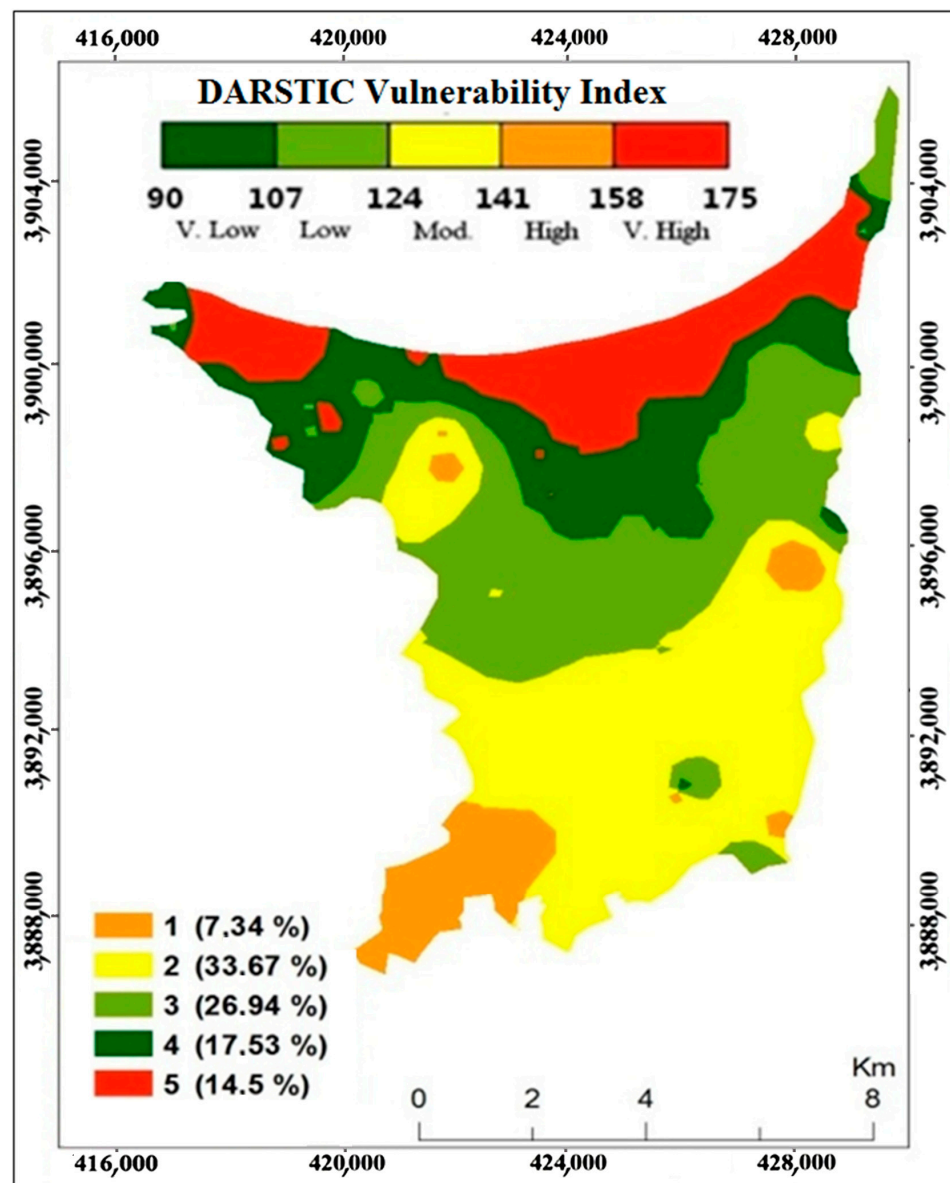 416,000 420,000 424,000 428,000
DARSTIC Vulnerability Index
90 107 124 141 158 175
V. Low Low Mod. High V. High
3,904,000 3,904,000
3,900,000 3,900,000
3,896,000 3,896,000
3,892,000 3,892,000
3,888,000 3,888,000
1 (7.34 %)
2 (33.67 %)
3 (26.94 %)
4 (17.53 %)
5 (14.5 %)
Km
0 2 4 8
416,000 420,000 424,000 428,000